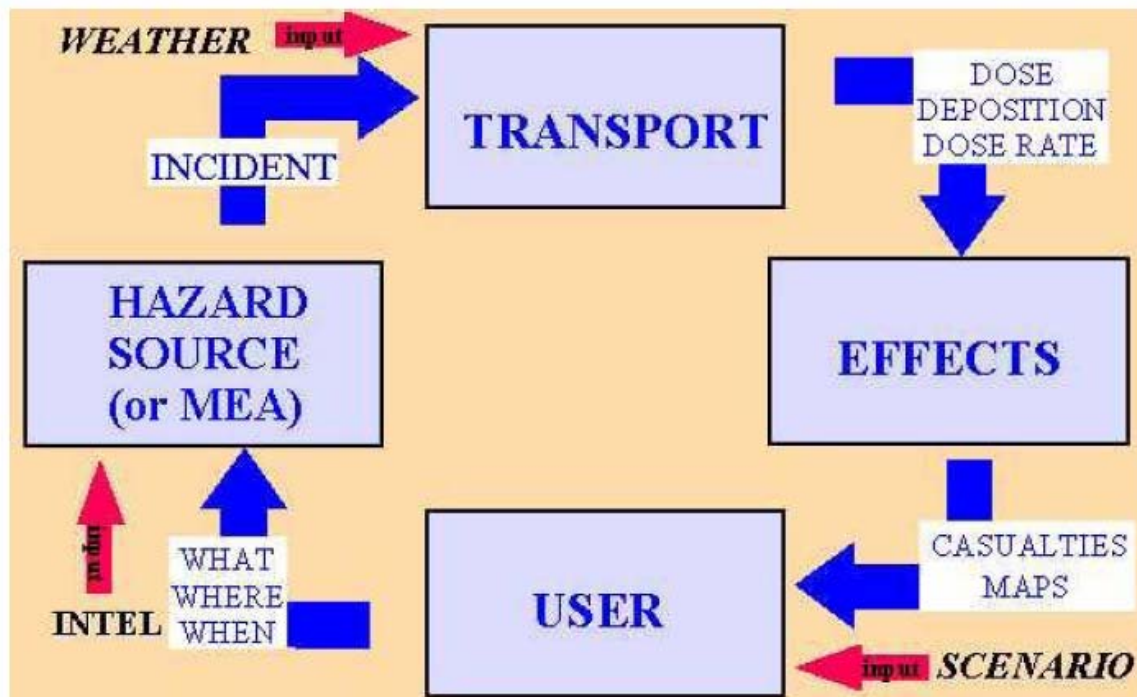 WEATHER
input
TRANSPORT
DOSE
DEPOSITION
DOSE RATE
INCIDENT
HAZARD
SOURCE
(or MEA)
EFFECTS
input
INTEL
WHAT
WHERE
WHEN
USER
CASUALTIES
MAPS
input
SCENARIO